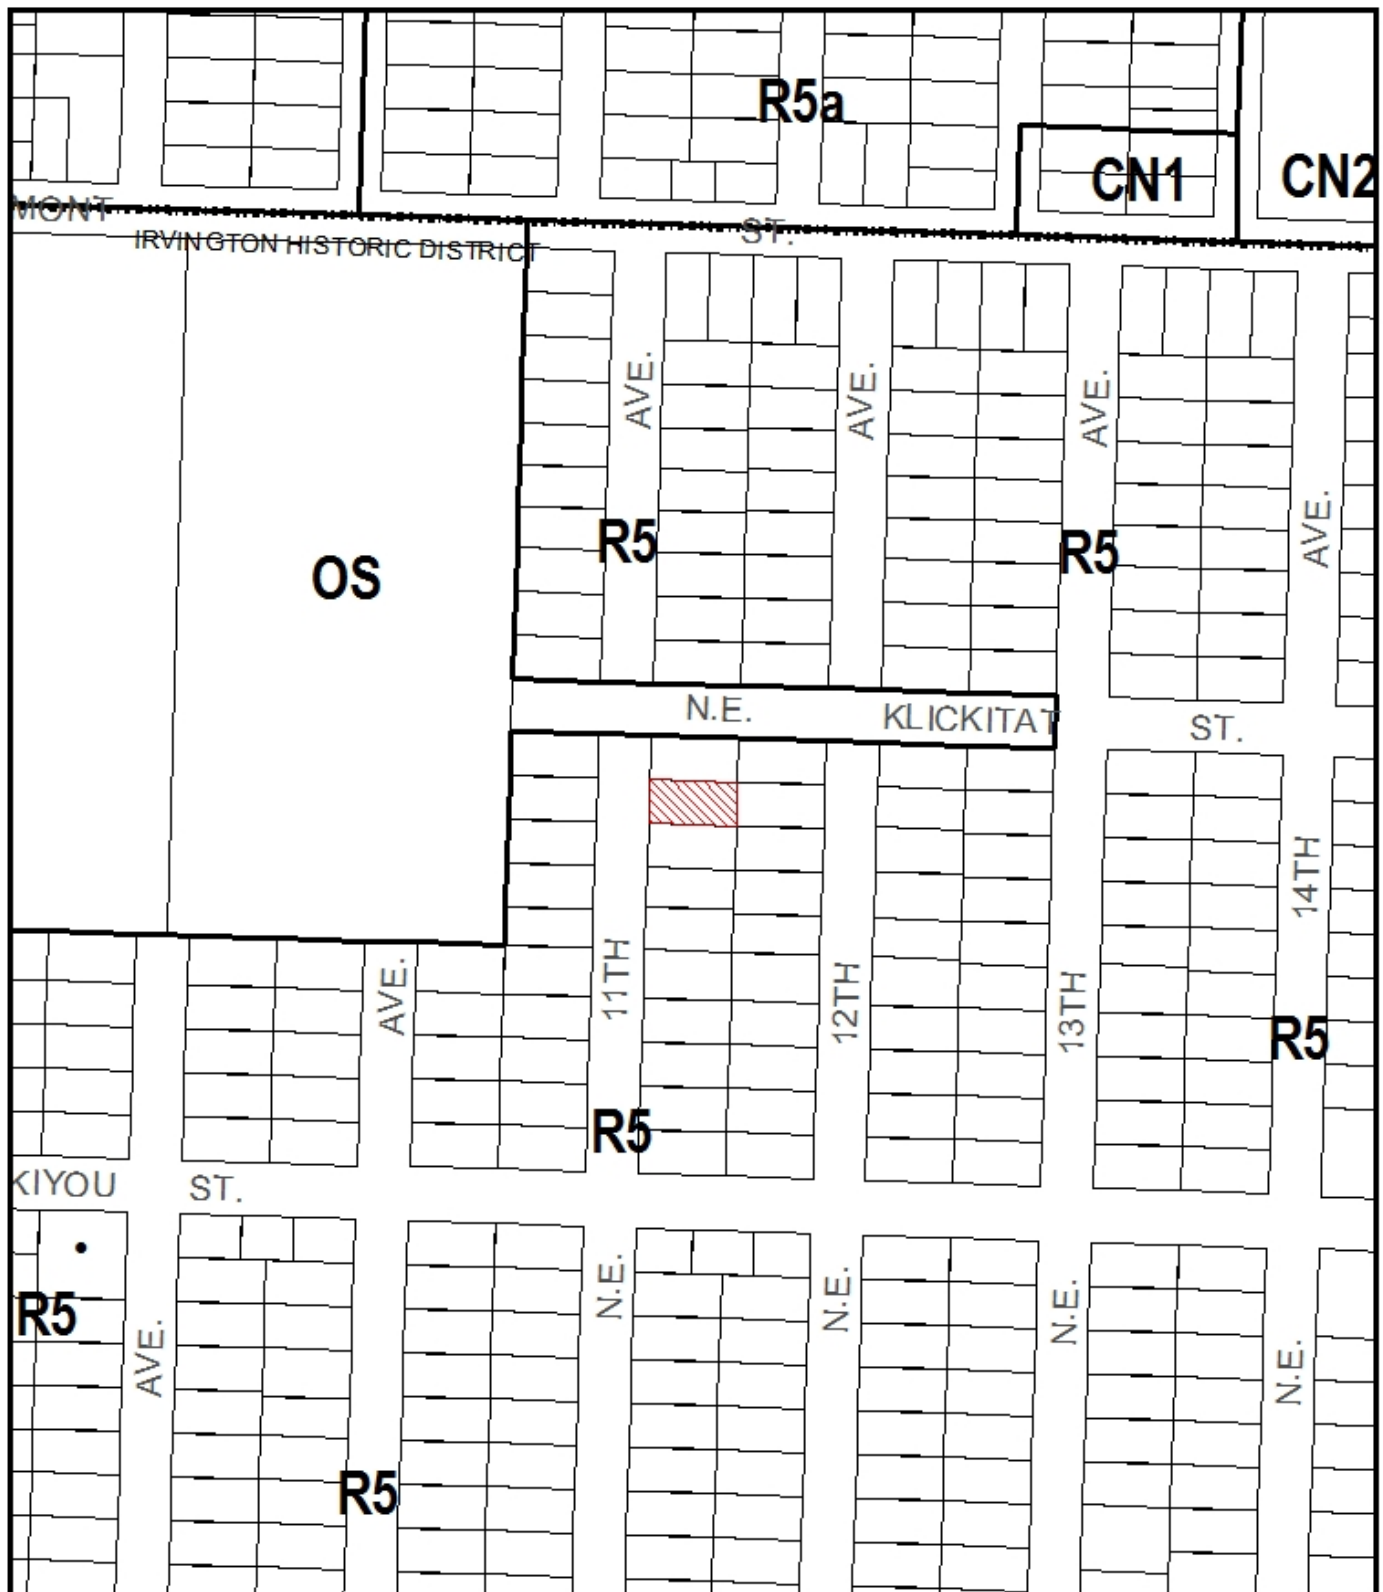 R5a
CN1
CN2
MONT
ST.
IRVINGTON HISTORIC DISTRICT
AVE.
AVE.
AVE.
AVE.
R5
R5
OS
N.E.
KLICKITAT
ST.
14TH
11TH
12TH
13TH
AVE.
R5
R5
KIYOU
ST.
N.E.
N.E.
N.E.
N.E.
R5
AVE.
R5